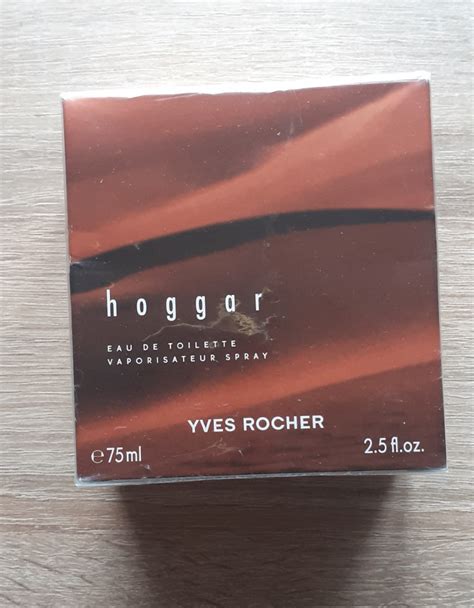 hoggar
EAU DE TOILETTE
VAPORISATEUR SPRAY
YVES ROCHER
℮75ml 2.5 fl.oz.